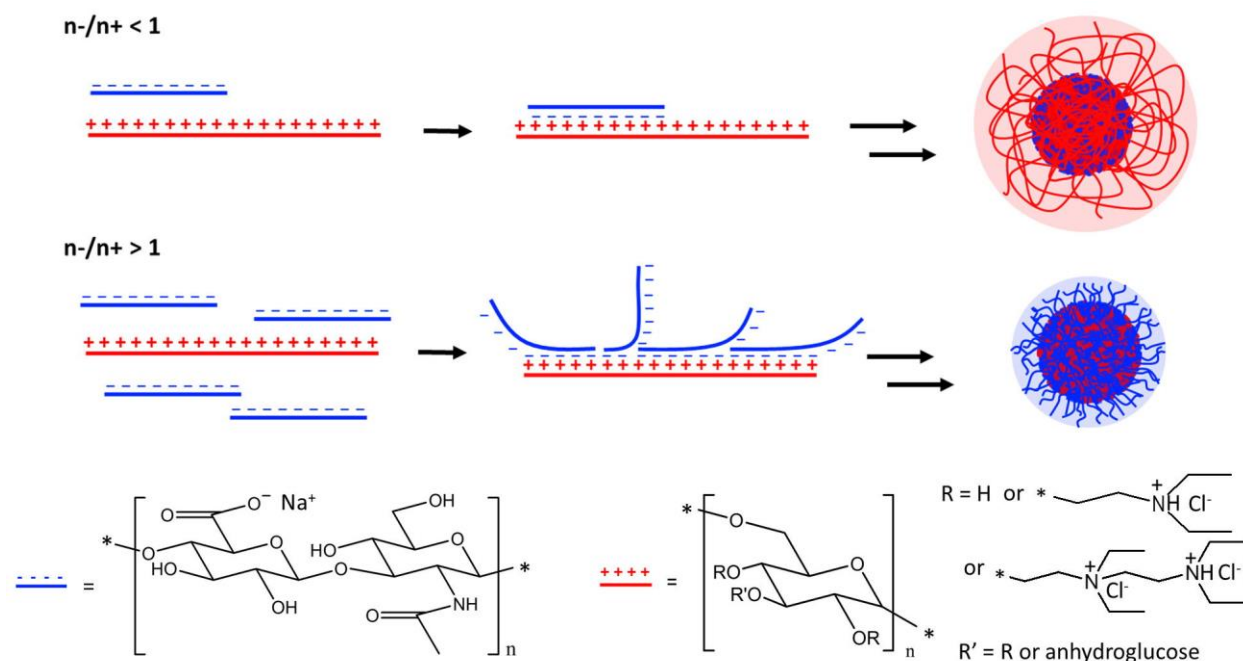 n-/n+ < 1
- - - - - - - - - - -
+ + + + + + + + + + + + + + + + + +
- - - - - - - - - - -
+ + + + + + + + + + + + + + + + + +
n-/n+ > 1
- - - - - - - - - - -
- - - - - - - - - - -
+ + + + + + + + + + + + + + + + + +
- - - - - - - - - - -
- - - - - - - - - - -
+ + + + + + + + + + + + + + + + + +
- - - - =
* O O O⁻ Na⁺ HO OH O O OH HO O O NH O * n
+ + + + =
* O O RO R'O OR * n
R = H or * NH⁺ Cl⁻
or * N⁺ Cl⁻ NH⁺ Cl⁻
R' = R or anhydroglucose